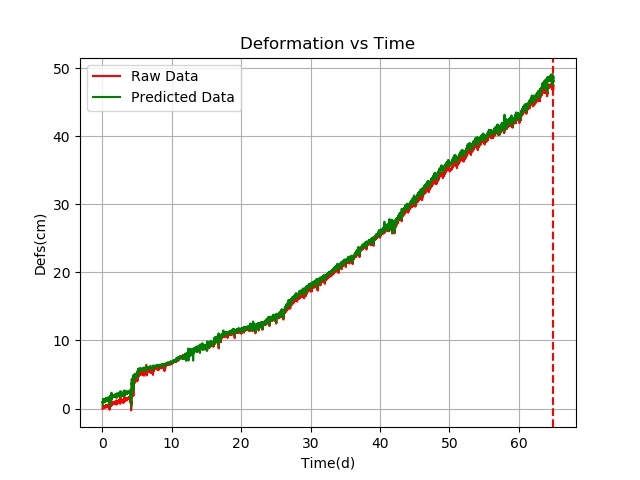 Deformation vs Time
Raw Data
Predicted Data
50
40
30
20
10
0
Defs(cm)
0 10 20 30 40 50 60
Time(d)